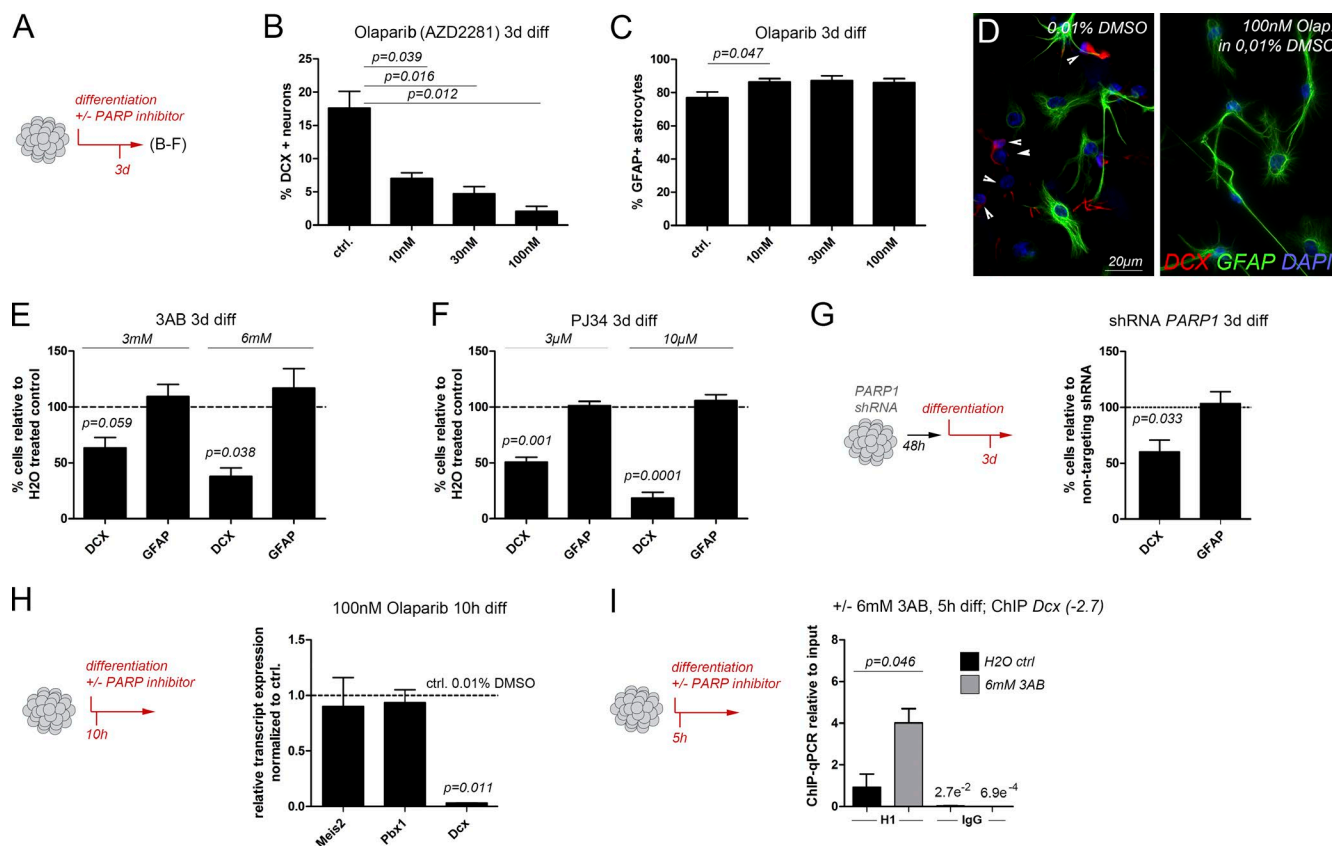 A
differentiation
+/- PARP inhibitor
3d
(B-F)
B
Olaparib (AZD2281) 3d diff
% DCX + neurons
25
20
15
10
5
0
p=0.039
p=0.016
p=0.012
ctrl.
10nM
30nM
100nM
C
Olaparib 3d diff
% GFAP+ astrocytes
100
80
60
40
20
0
p=0.047
ctrl.
10nM
30nM
100nM
D
0,01% DMSO
20µm
100nM Olap.
in 0,01% DMSO
DCX GFAP DAPI
E
3AB 3d diff
3mM
6mM
% cells relative to
H2O treated control
150
100
50
0
p=0.059
p=0.038
DCX
GFAP
DCX
GFAP
F
PJ34 3d diff
3µM
10µM
% cells relative to
H2O treated control
150
100
50
0
p=0.001
p=0.0001
DCX
GFAP
DCX
GFAP
G
PARP1
shRNA
48h
differentiation
3d
shRNA PARP1 3d diff
% cells relative to
non-targeting shRNA
150
100
50
0
p=0.033
DCX
GFAP
H
differentiation
+/- PARP inhibitor
10h
100nM Olaparib 10h diff
relative transcript expression
normalized to ctrl.
1.5
1.0
0.5
0.0
ctrl. 0.01% DMSO
p=0.011
Meis2
Pbx1
Dcx
I
differentiation
+/- PARP inhibitor
5h
+/- 6mM 3AB, 5h diff; ChIP Dcx (-2.7)
ChIP-qPCR relative to input
8
6
4
2
0
p=0.046
H2O ctrl
6mM 3AB
2.7e⁻²
6.9e⁻⁴
H1
IgG